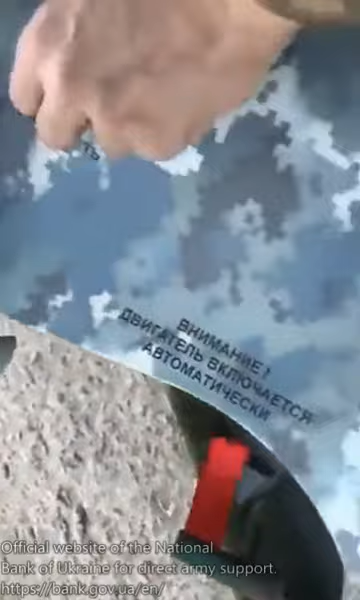 ТЬ
ВНИМАНИЕ!
ДВИГАТЕЛЬ ВКЛЮЧАЕТСЯ
АВТОМАТИЧЕСКИ
Official website of the National
Bank of Ukraine for direct army support.
https://bank.gov.ua/en/